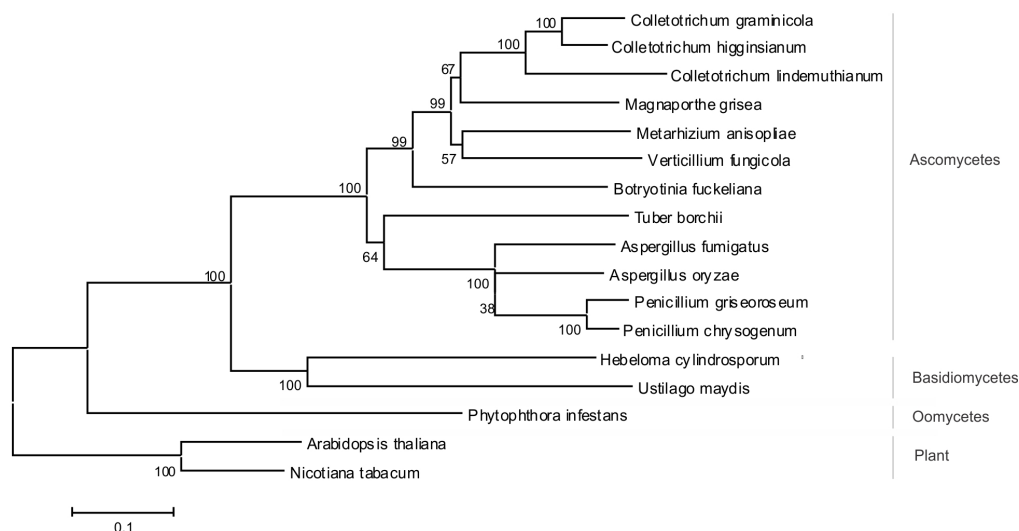 100
Colletotrichum graminicola
100
Colletotrichum higginsianum
67
Colletotrichum lindemuthianum
99
Magnaporthe grisea
99
Metarhizium anisopliae
57
Verticillium fungicola
Ascomycetes
100
Botryotinia fuckeliana
Tuber borchii
64
Aspergillus fumigatus
100
Aspergillus oryzae
100
38
Penicillium griseoroseum
100
Penicillium chrysogenum
Hebeloma cylindrosporum
100
Ustilago maydis
Basidiomycetes
Phytophthora infestans
Oomycetes
Arabidopsis thaliana
100
Nicotiana tabacum
Plant
0.1